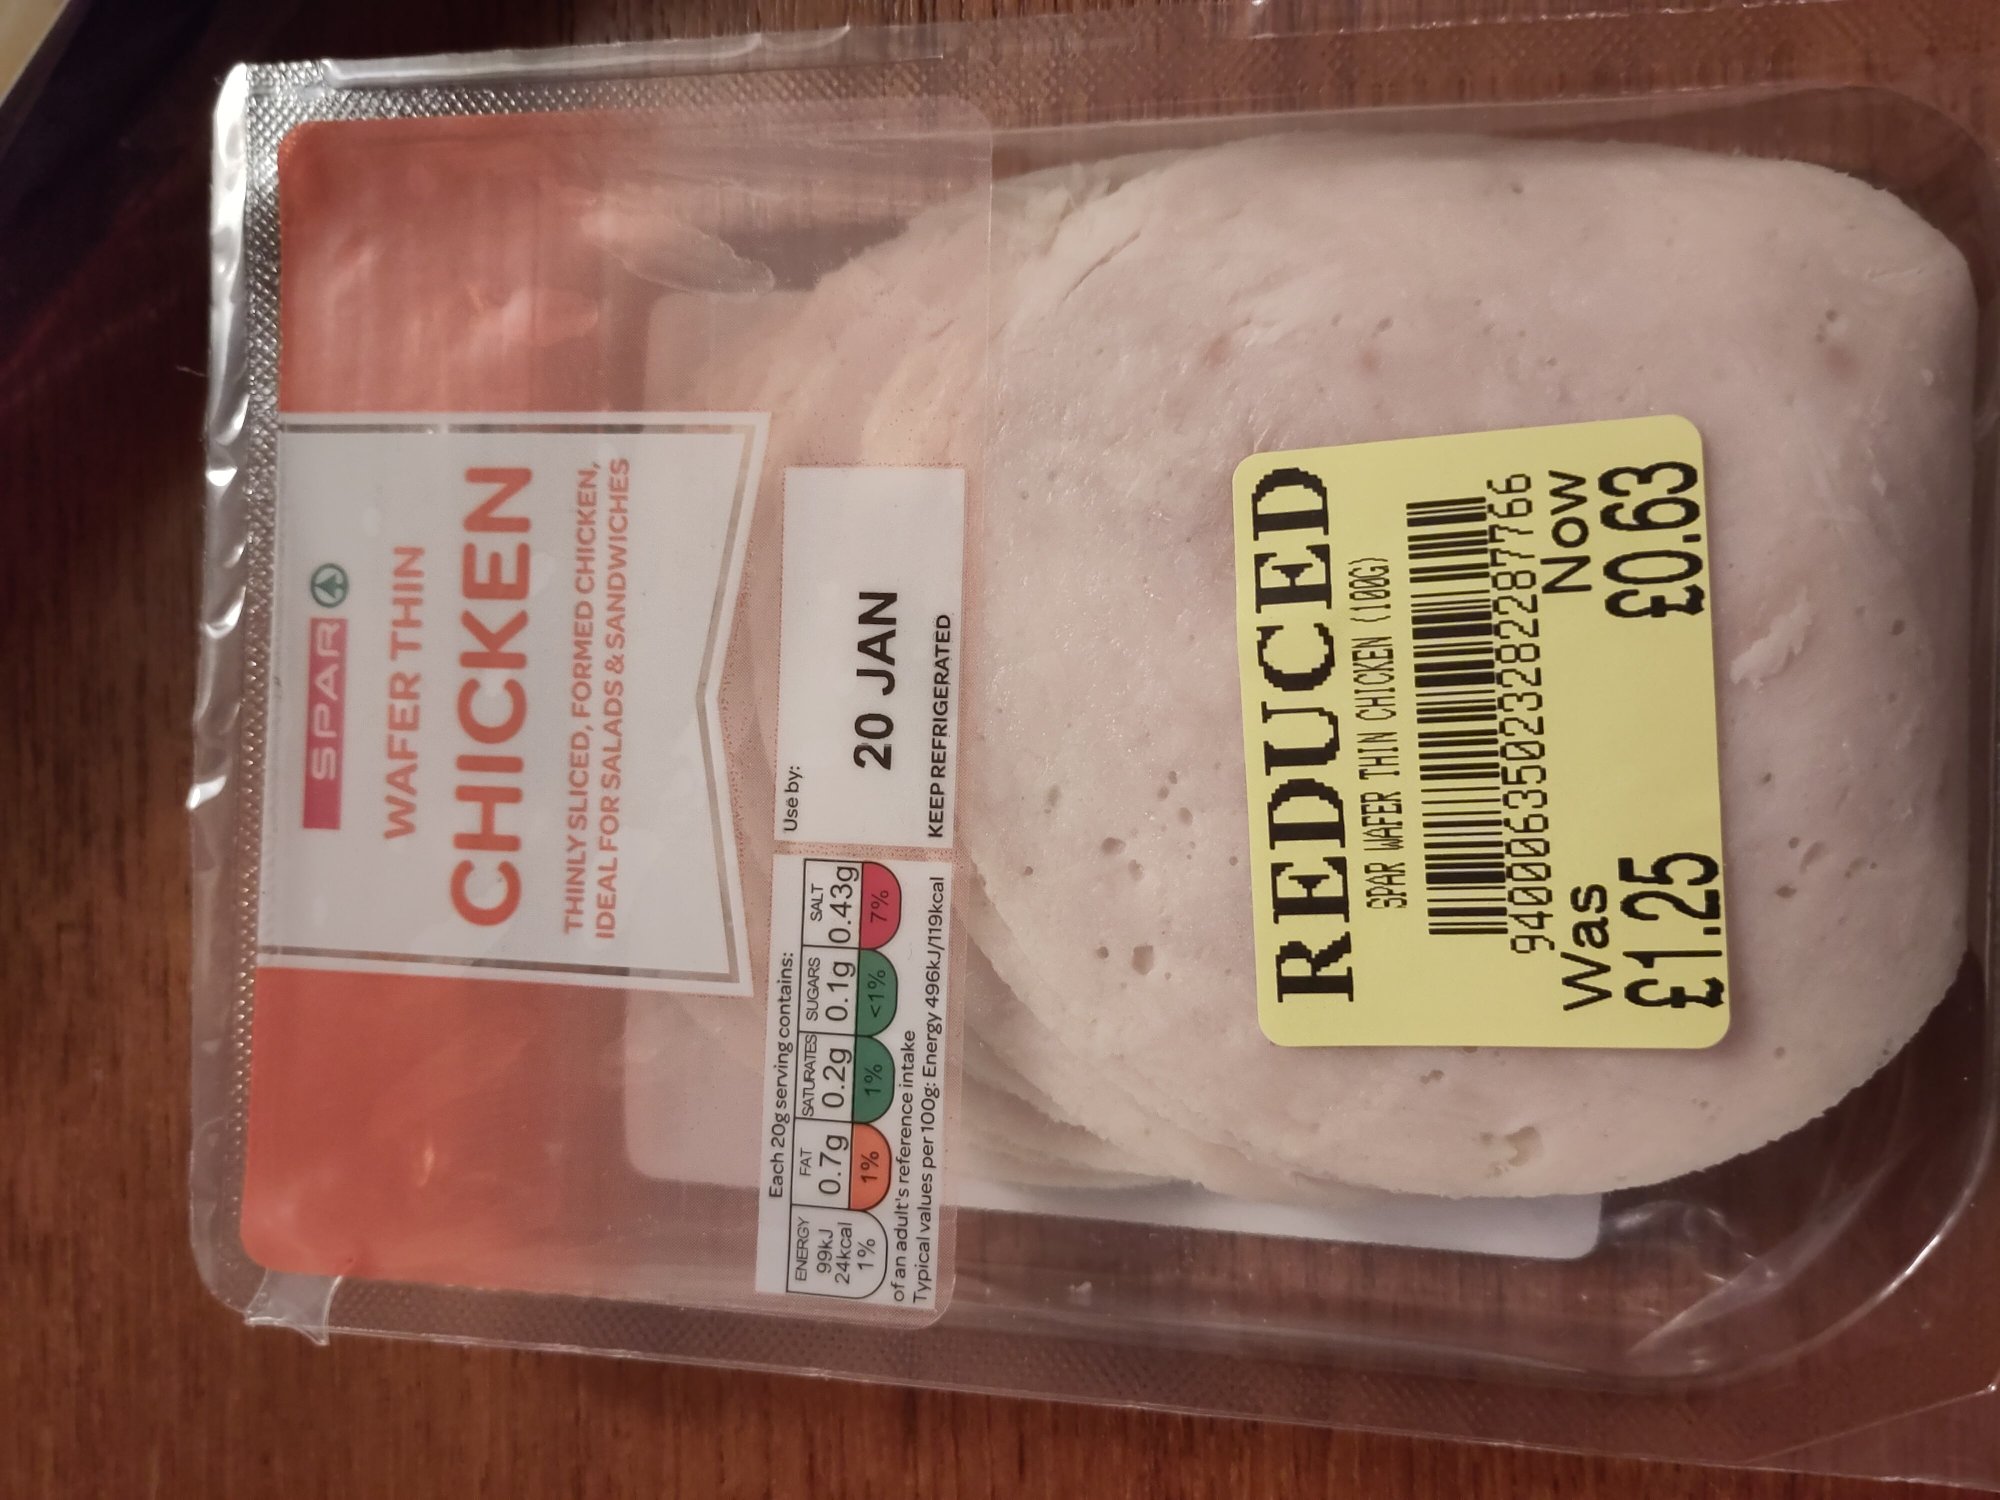 SPAR
WAFER THIN
CHICKEN
THINLY SLICED, FORMED CHICKEN,
IDEAL FOR SALADS & SANDWICHES
Each 20g serving contains:
ENERGY FAT SATURATES SUGARS SALT
99kJ 0.7g 0.2g 0.1g 0.43g
24kcal
1% 1% 1% <1% 7%
of an adult's reference intake
Typical values per 100g: Energy 496kJ/119kcal
Use by:
20 JAN
KEEP REFRIGERATED
REDUCED
SPAR WAFER THIN CHICKEN (100G)
94000635023282287766
Was Now
£1.25 £0.63